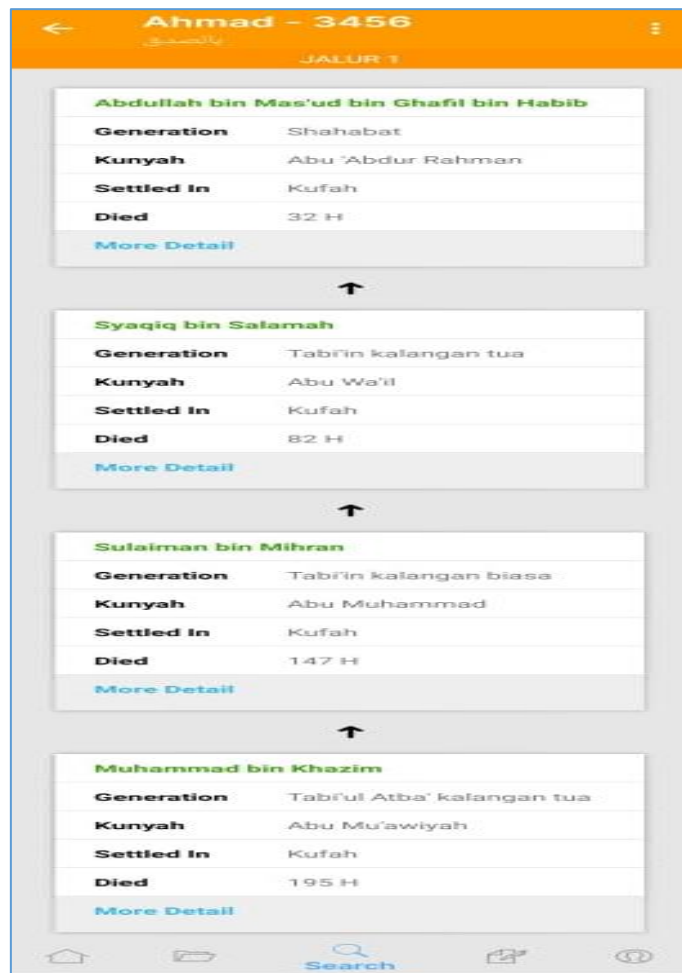 Ahmad - 3456
JALUR 1
Abdullah bin Mas'ud bin Ghafil bin Habib
Generation Shahabat
Kunyah Abu 'Abdur Rahman
Settled In Kufah
Died 32 H
More Detail
Syaqiq bin Salamah
Generation Tabi'in kalangan tua
Kunyah Abu Wa'il
Settled In Kufah
Died 82 H
More Detail
Sulaiman bin Mihran
Generation Tabi'in kalangan biasa
Kunyah Abu Muhammad
Settled In Kufah
Died 147 H
More Detail
Muhammad bin Khazim
Generation Tabi'ul Atba' kalangan tua
Kunyah Abu Mu'awiyah
Settled In Kufah
Died 195 H
More Detail
Search